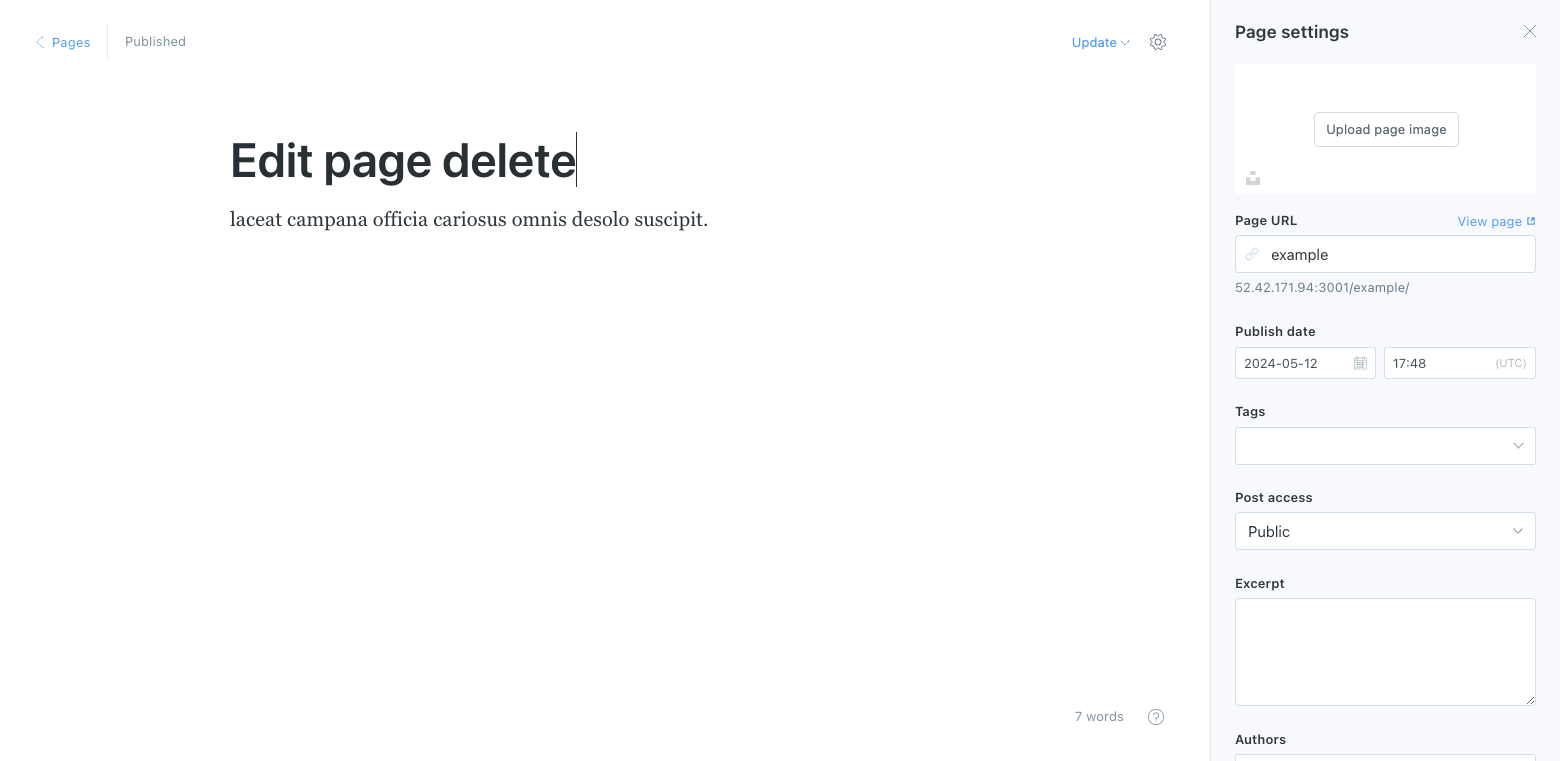 Pages
Published
Update
Edit page delete
laceat campana officia cariosus omnis desolo suscipit.
7 words
Page settings
Upload page image
Page URL
View page
example
52.42.171.94:3001/example/
Publish date
2024-05-12
17:48
(UTC)
Tags
Post access
Public
Excerpt
Authors